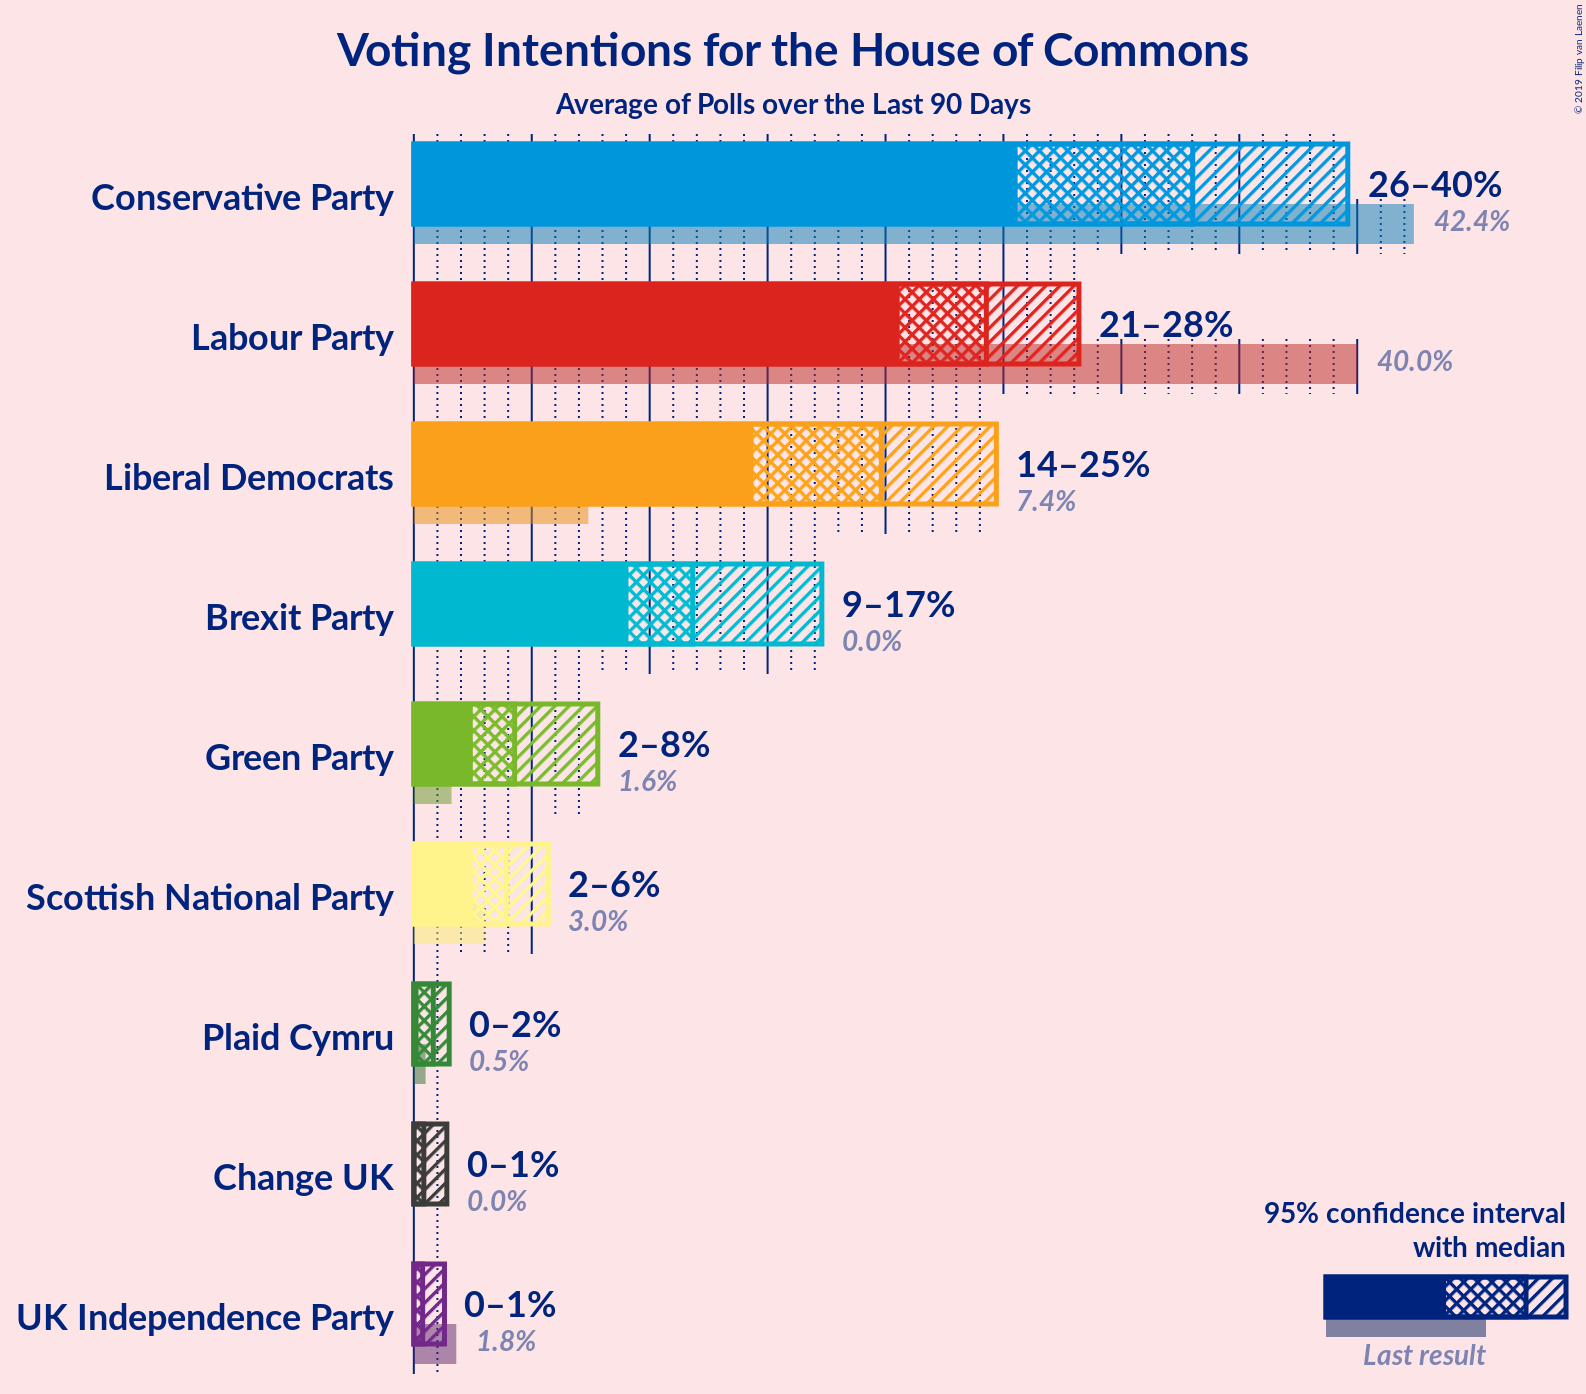 Voting Intentions for the House of Commons
Average of Polls over the Last 90 Days
© 2019 Filip van Laenen
Conservative Party
26–40%
42.4%
Labour Party
21–28%
40.0%
Liberal Democrats
14–25%
7.4%
Brexit Party
9–17%
0.0%
Green Party
2–8%
1.6%
Scottish National Party
2–6%
3.0%
Plaid Cymru
0–2%
0.5%
Change UK
0–1%
0.0%
UK Independence Party
0–1%
1.8%
95% confidence interval
with median
Last result